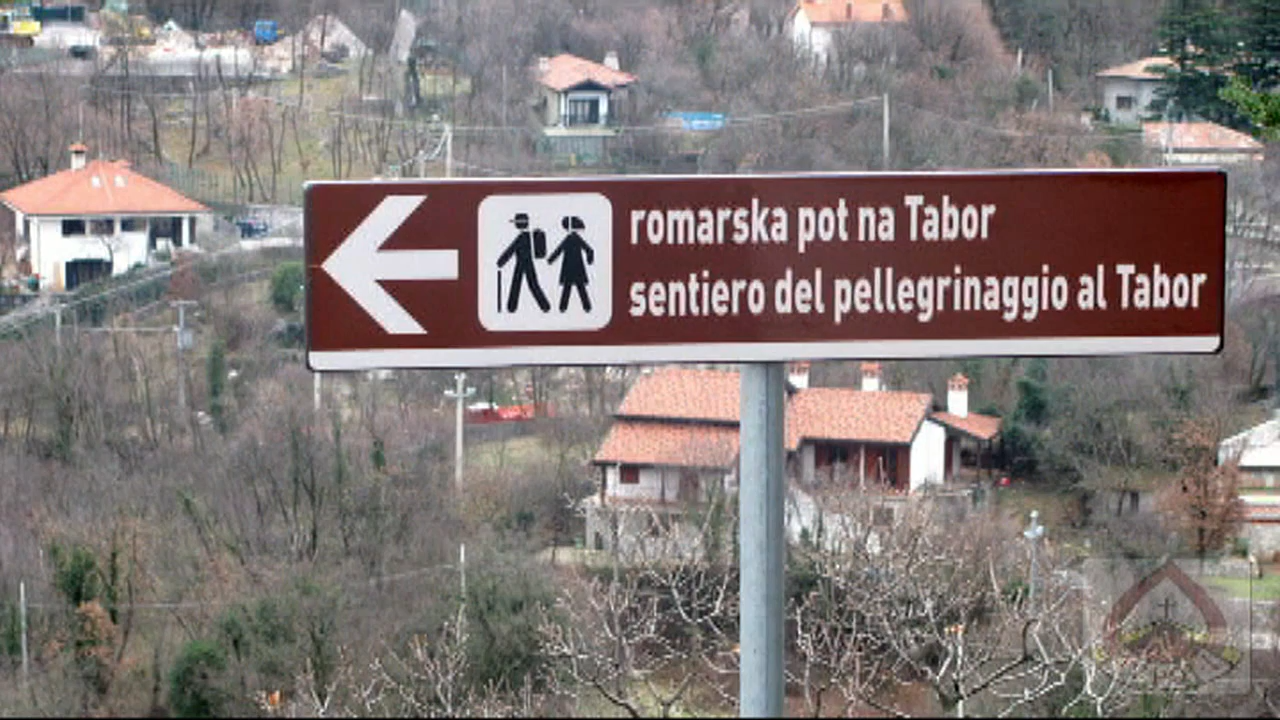 romarska pot na Tabor
sentiero del pellegrinaggio al Tabor